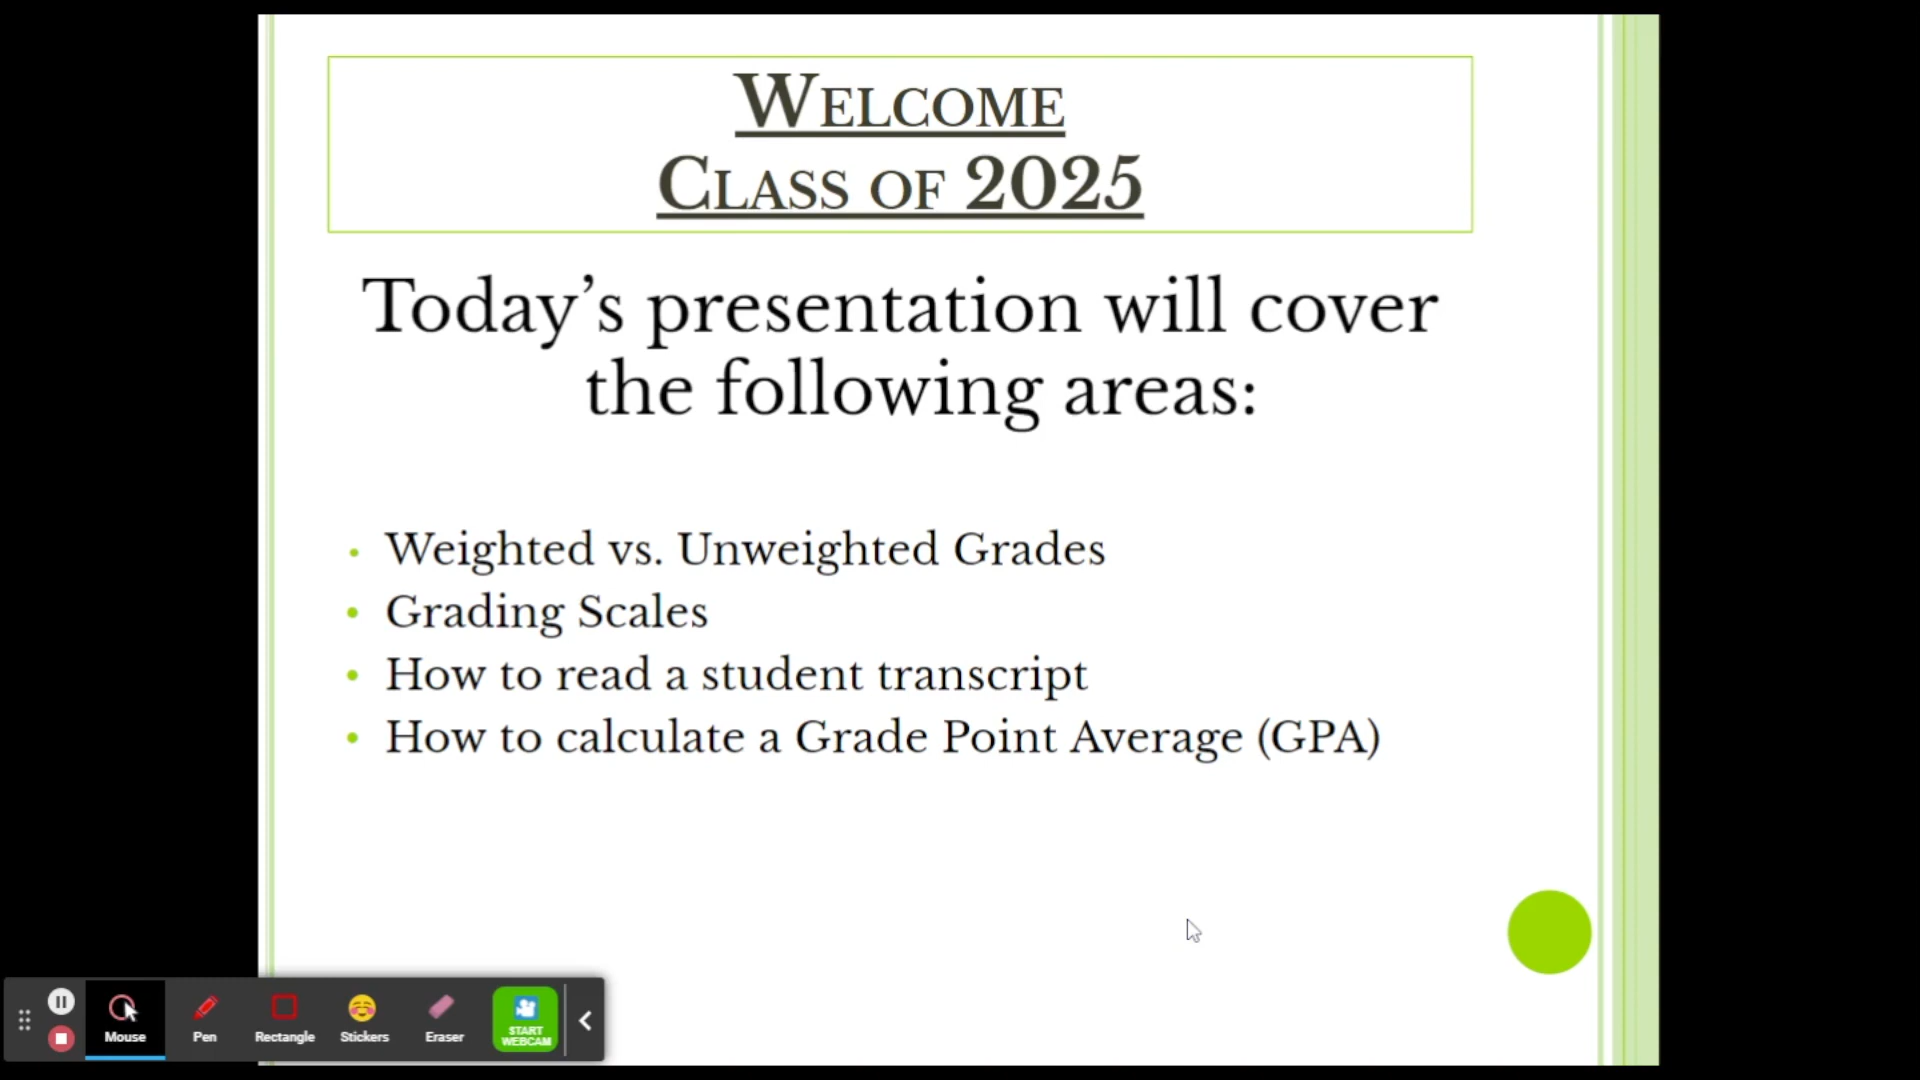 Welcome
Class of 2025
Today’s presentation will cover
the following areas:
• Weighted vs. Unweighted Grades
• Grading Scales
• How to read a student transcript
• How to calculate a Grade Point Average (GPA)
Mouse Pen Rectangle Stickers Eraser START
WEBCAM